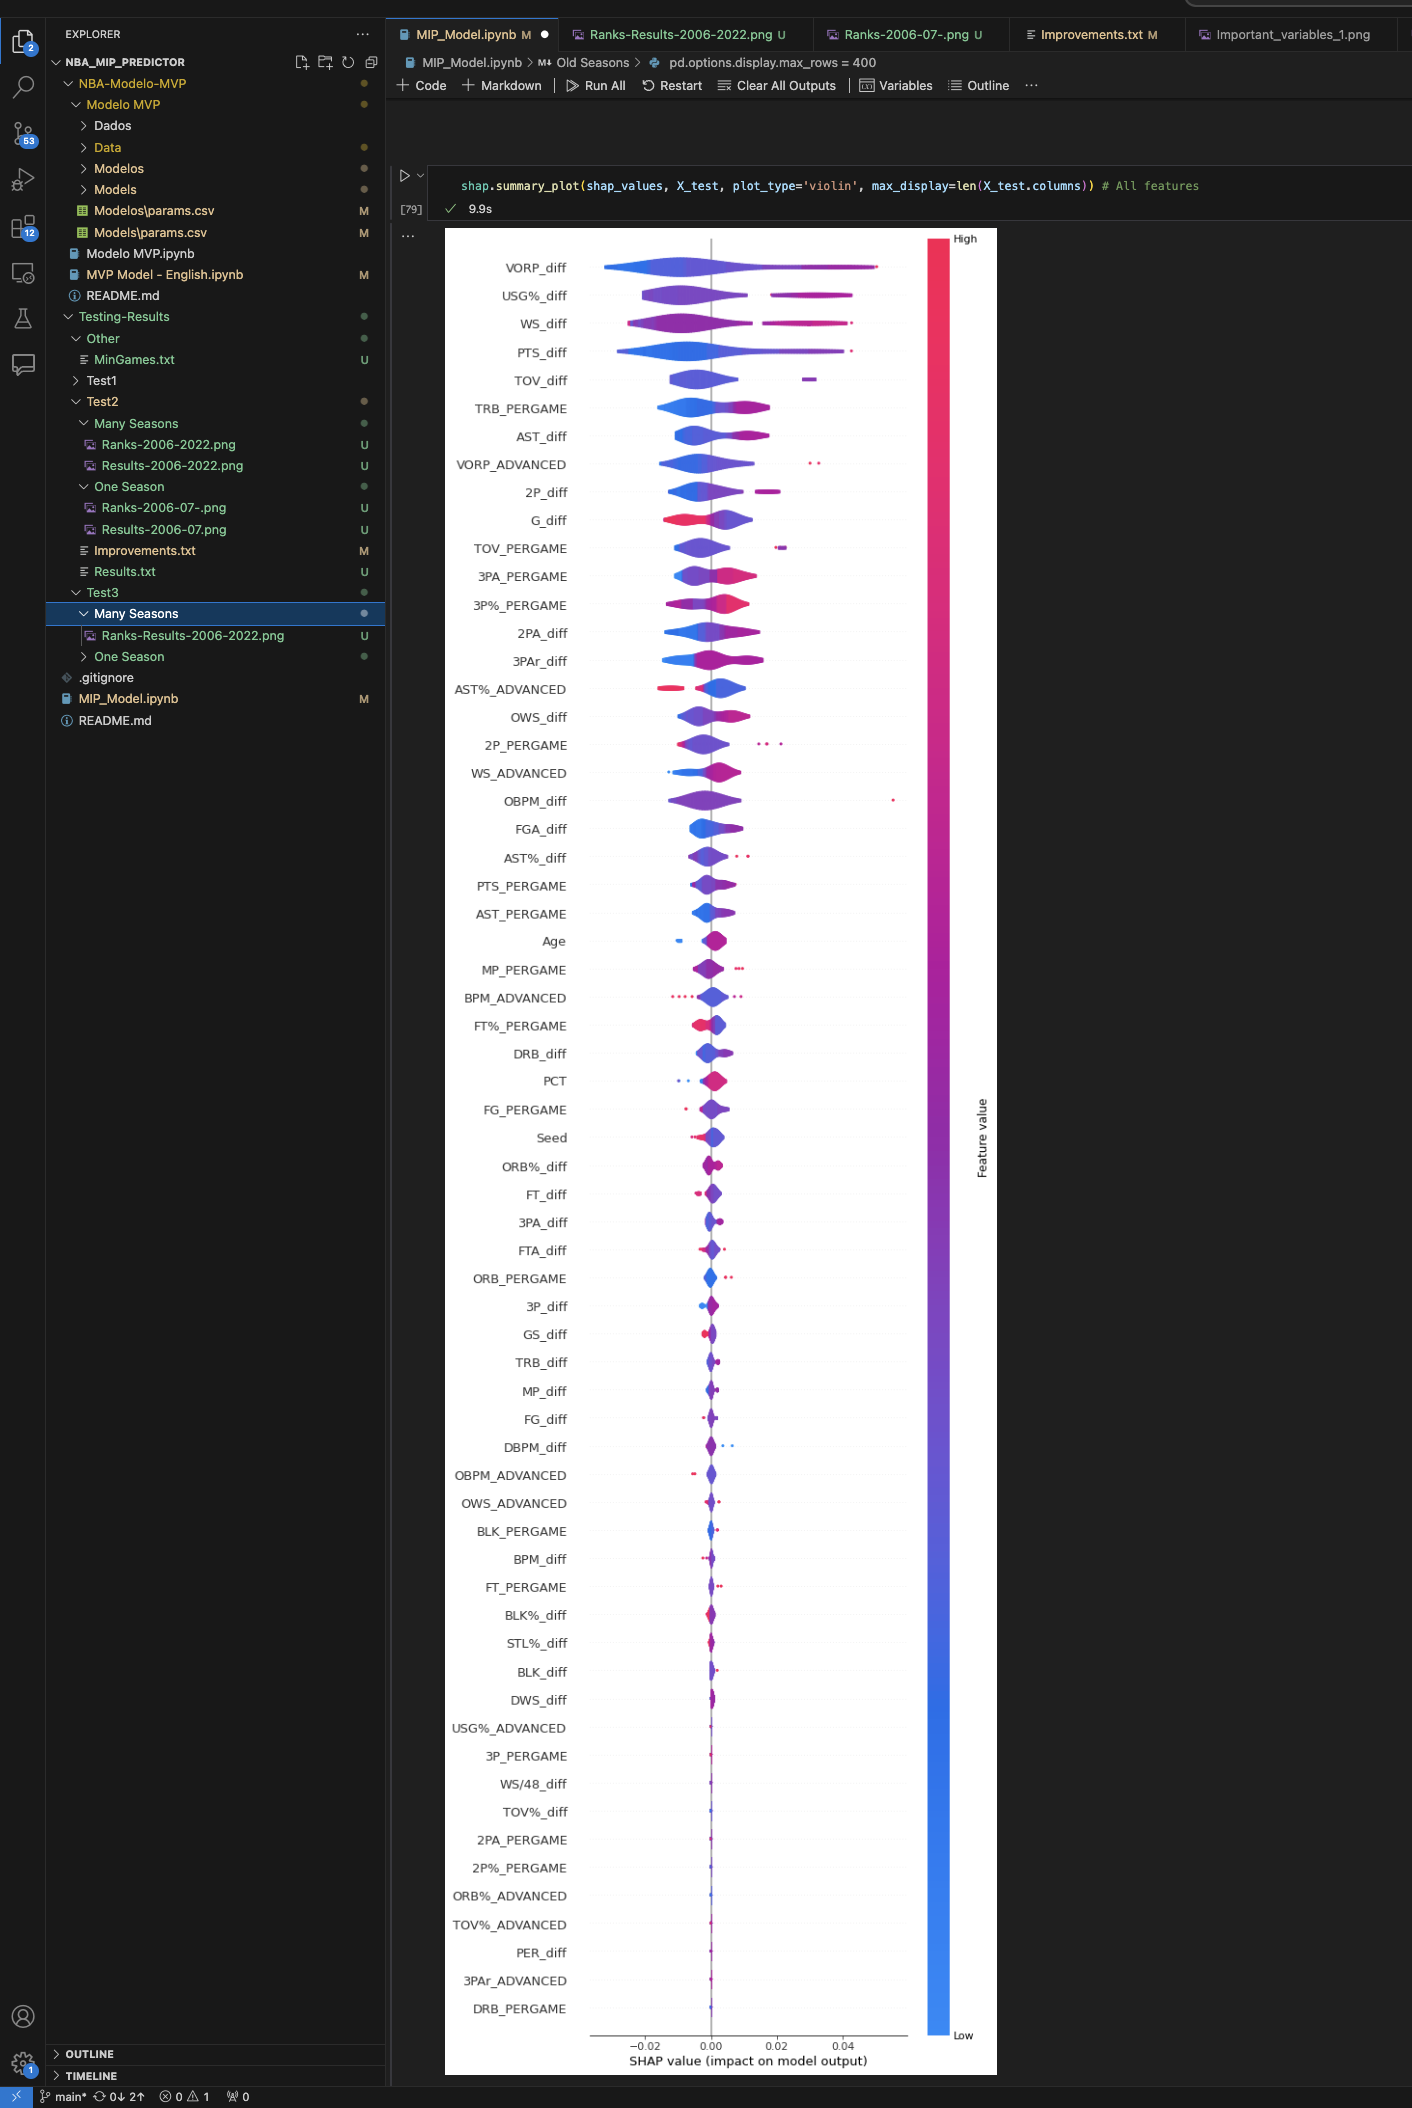 EXPLORER
NBA_MIP_PREDICTOR
NBA-Modelo-MVP
Modelo MVP
Dados
Data
Modelos
Models
Modelos\params.csv M
Models\params.csv M
Modelo MVP.ipynb
MVP Model - English.ipynb M
README.md
Testing-Results
Other
MinGames.txt U
Test1
Test2
Many Seasons
Ranks-2006-2022.png U
Results-2006-2022.png U
One Season
Ranks-2006-07-.png U
Results-2006-07.png U
Improvements.txt M
Results.txt U
Test3
Many Seasons
Ranks-Results-2006-2022.png U
One Season
.gitignore
MIP_Model.ipynb M
README.md
OUTLINE
TIMELINE
2
53
12
1
MIP_Model.ipynb M
Ranks-Results-2006-2022.png U
Ranks-2006-07-.png U
Improvements.txt M
Important_variables_1.png
MIP_Model.ipynb > M↓ Old Seasons > pd.options.display.max_rows = 400
+ Code + Markdown | Run All Restart Clear All Outputs | Variables Outline ...
shap.summary_plot(shap_values, X_test, plot_type='violin', max_display=len(X_test.columns)) # All features
[79] 9.9s
High
VORP_diff
USG%_diff
WS_diff
PTS_diff
TOV_diff
TRB_PERGAME
AST_diff
VORP_ADVANCED
2P_diff
G_diff
TOV_PERGAME
3PA_PERGAME
3P%_PERGAME
2PA_diff
3PAr_diff
AST%_ADVANCED
OWS_diff
2P_PERGAME
WS_ADVANCED
OBPM_diff
FGA_diff
AST%_diff
PTS_PERGAME
AST_PERGAME
Age
MP_PERGAME
BPM_ADVANCED
FT%_PERGAME
DRB_diff
PCT
FG_PERGAME
Seed
ORB%_diff
FT_diff
3PA_diff
FTA_diff
ORB_PERGAME
3P_diff
GS_diff
TRB_diff
MP_diff
FG_diff
DBPM_diff
OBPM_ADVANCED
OWS_ADVANCED
BLK_PERGAME
BPM_diff
FT_PERGAME
BLK%_diff
STL%_diff
BLK_diff
DWS_diff
USG%_ADVANCED
3P_PERGAME
WS/48_diff
TOV%_diff
2PA_PERGAME
2P%_PERGAME
ORB%_ADVANCED
TOV%_ADVANCED
PER_diff
3PAr_ADVANCED
DRB_PERGAME
Feature value
Low
−0.02 0.00 0.02 0.04
SHAP value (impact on model output)
main* 0↓ 2↑ 0 1 0